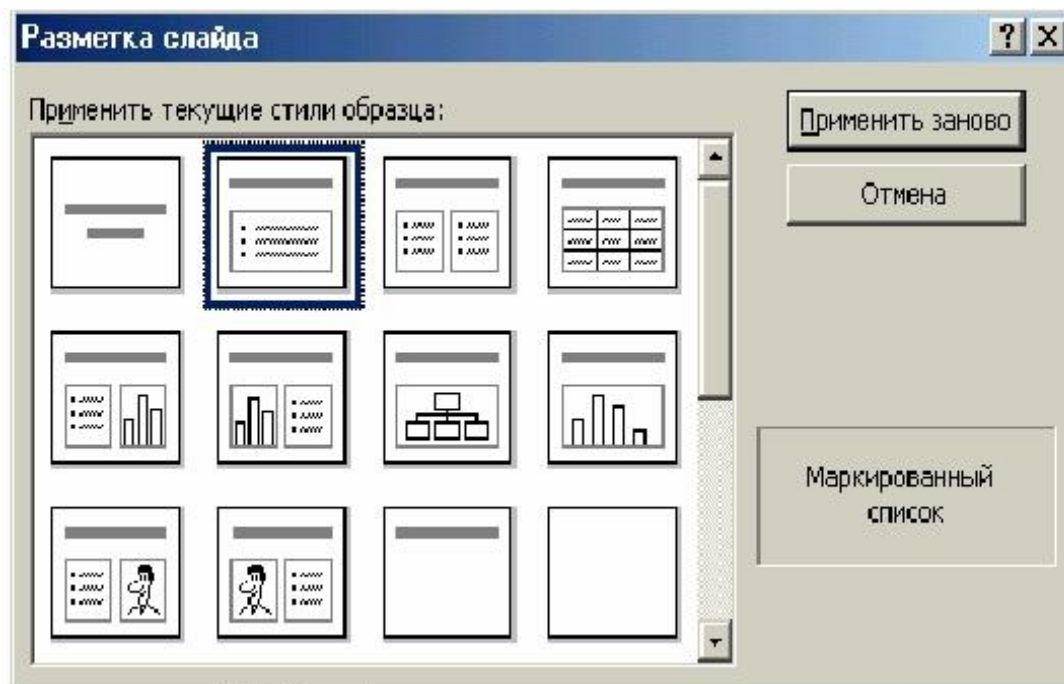 Разметка слайда
Применить текущие стили образца:
Применить заново
Отмена
Маркированный
список